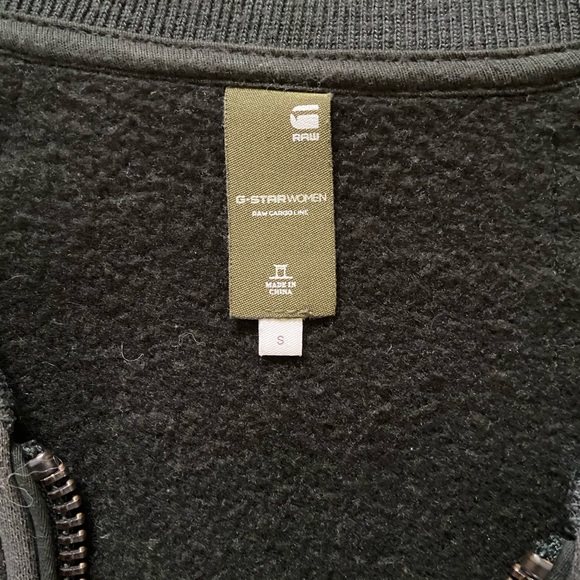 RAW
G-STAR WOMEN
RAW CARGO LINE
MADE IN
CHINA
S